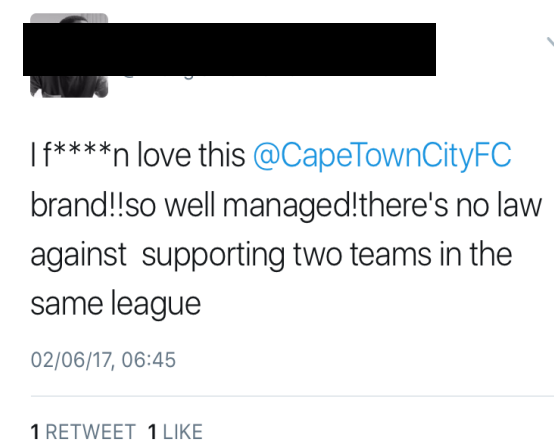 I f****n love this @CapeTownCityFC
brand!!so well managed!there's no law
against supporting two teams in the
same league
02/06/17, 06:45
1 RETWEET 1 LIKE